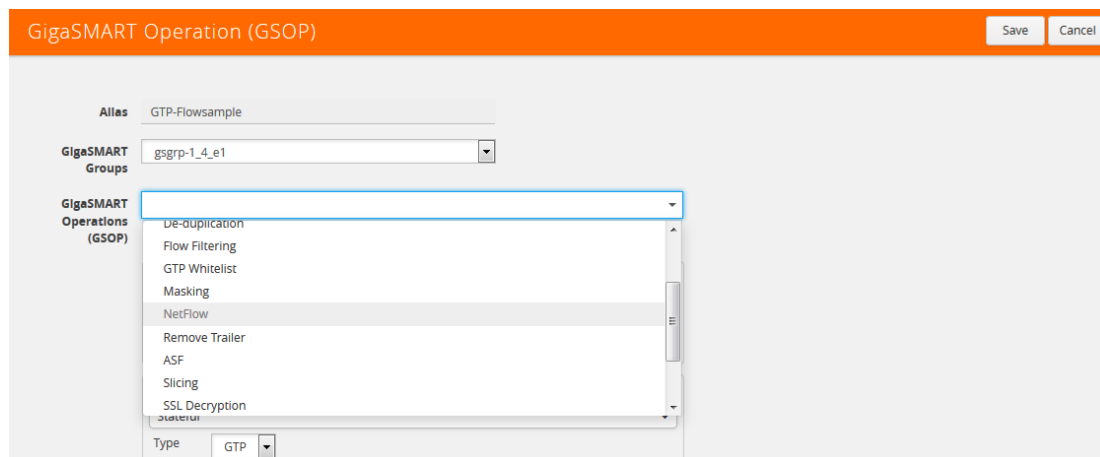 GigaSMART Operation (GSOP)
Save
Cancel
Alias
GTP-Flowsample
GigaSMART
Groups
gsgrp-1_4_e1
GigaSMART
Operations
(GSOP)
De-duplication
Flow Filtering
GTP Whitelist
Masking
NetFlow
Remove Trailer
ASF
Slicing
SSL Decryption
Stateful
Type
GTP